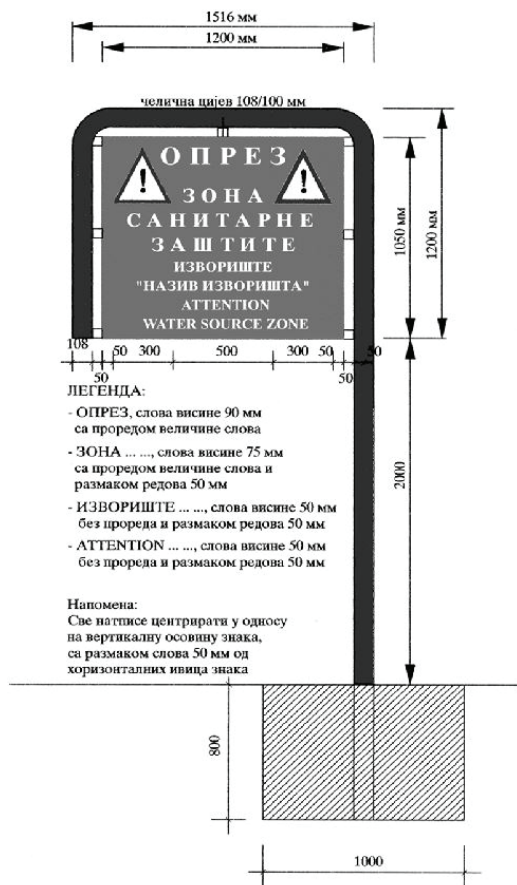 1516 мм
1200 мм
челична цијев 108/100 мм
! ОПРЕЗ !
ЗОНА
САНИТАРНЕ
ЗАШТИТЕ
ИЗВОРИШТЕ
"НАЗИВ ИЗВОРИШТА"
ATTENTION
WATER SOURCE ZONE
1050 мм
1200 мм
108 50 300 500 300 50 50
50 50
ЛЕГЕНДА:
- ОПРЕЗ, слова висине 90 мм
са проредом величине слова
- ЗОНА ... ..., слова висине 75 мм
са проредом величине слова и
размаком редова 50 мм
- ИЗВОРИШТЕ ... ..., слова висине 50 мм
без прореда и размаком редова 50 мм
- ATTENTION ... ..., слова висине 50 мм
без прореда и размаком редова 50 мм
2000
Напомена:
Све натписе центрирати у односу
на вертикалну осовину знака,
са размаком слова 50 мм од
хоризонталних ивица знака
800
1000